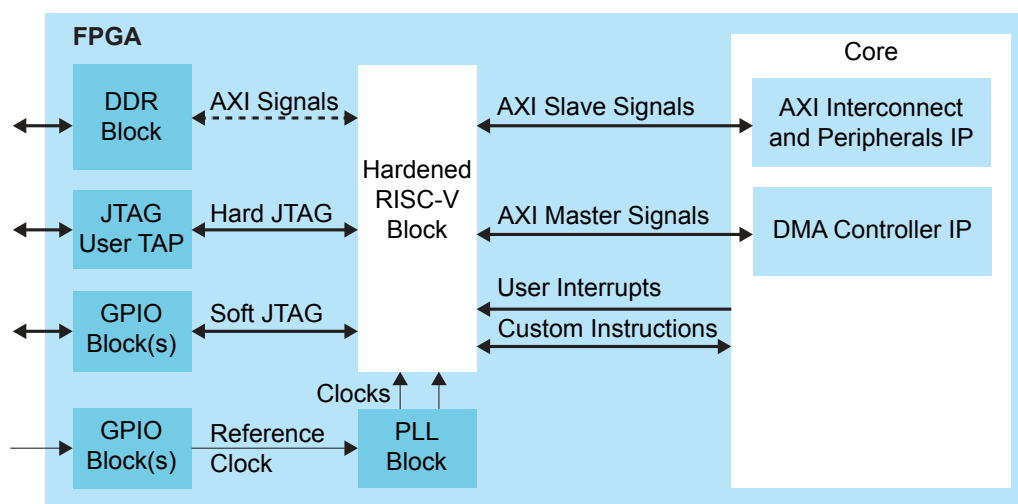 FPGA
Core
DDR
Block
AXI Signals
Hardened
RISC-V
Block
AXI Slave Signals
AXI Interconnect
and Peripherals IP
JTAG
User TAP
Hard JTAG
AXI Master Signals
DMA Controller IP
GPIO
Block(s)
Soft JTAG
User Interrupts
Custom Instructions
Clocks
GPIO
Block(s)
Reference
Clock
PLL
Block